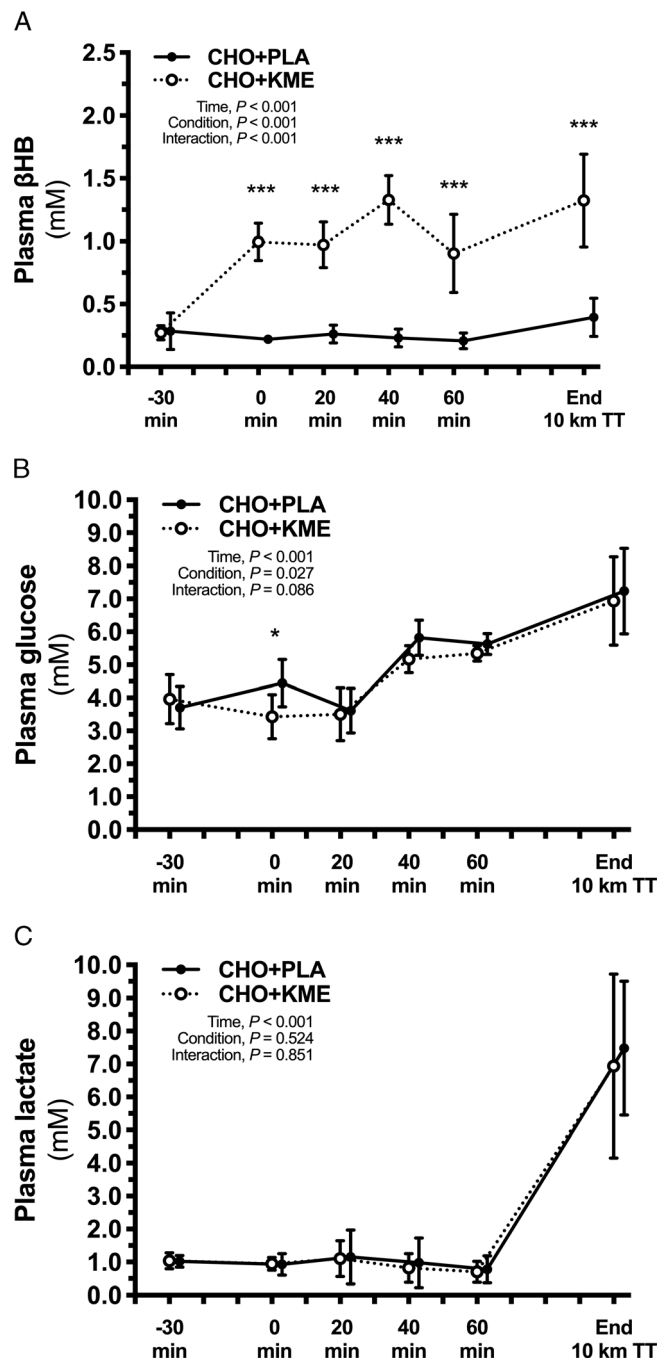 A
CHO+PLA
CHO+KME
Time, P < 0.001
Condition, P < 0.001
Interaction, P < 0.001
Plasma βHB
(mM)
2.5
2.0
1.5
1.0
0.5
0.0
***
***
***
***
***
-30 min
0 min
20 min
40 min
60 min
End 10 km TT
B
CHO+PLA
CHO+KME
Time, P < 0.001
Condition, P = 0.027
Interaction, P = 0.086
Plasma glucose
(mM)
10.0
9.0
8.0
7.0
6.0
5.0
4.0
3.0
2.0
1.0
0.0
*
-30 min
0 min
20 min
40 min
60 min
End 10 km TT
C
CHO+PLA
CHO+KME
Time, P < 0.001
Condition, P = 0.524
Interaction, P = 0.851
Plasma lactate
(mM)
10.0
9.0
8.0
7.0
6.0
5.0
4.0
3.0
2.0
1.0
0.0
-30 min
0 min
20 min
40 min
60 min
End 10 km TT